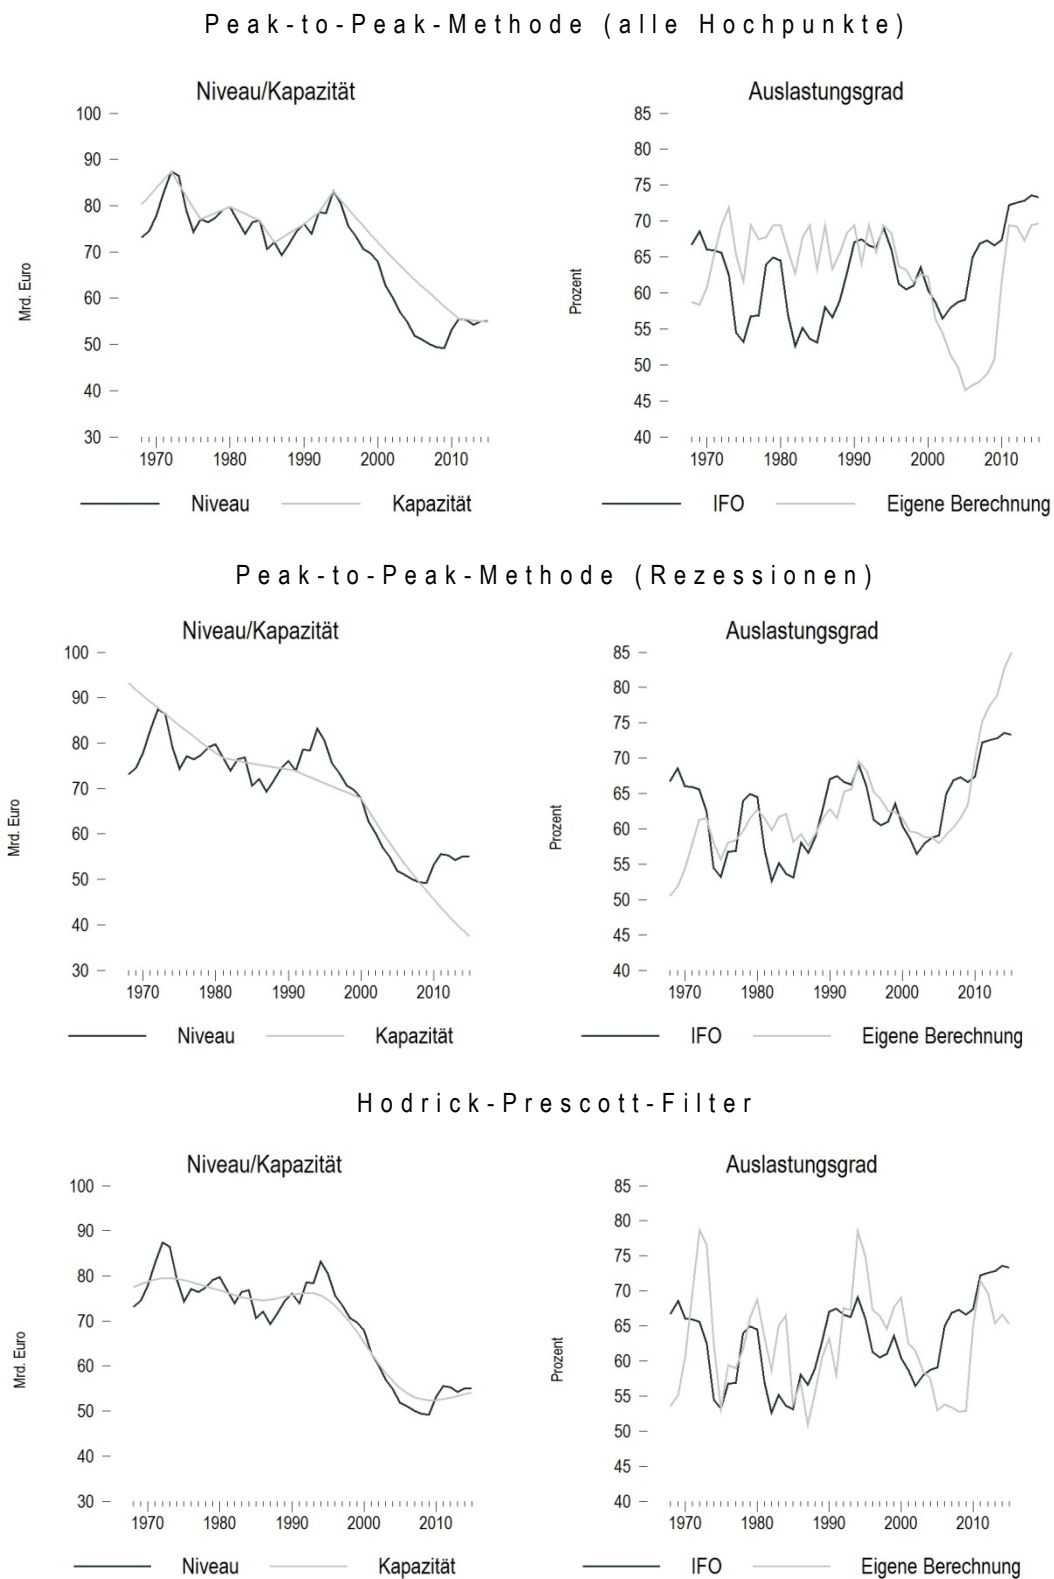 Peak-to-Peak-Methode (alle Hochpunkte)
Niveau/Kapazität
Auslastungsgrad
100
90
80
70
60
50
40
30
Mrd. Euro
1970 1980 1990 2000 2010
Niveau Kapazität
85
80
75
70
65
60
55
50
45
40
Prozent
1970 1980 1990 2000 2010
IFO Eigene Berechnung
Peak-to-Peak-Methode (Rezessionen)
Niveau/Kapazität
Auslastungsgrad
100
90
80
70
60
50
40
30
Mrd. Euro
1970 1980 1990 2000 2010
Niveau Kapazität
85
80
75
70
65
60
55
50
45
40
Prozent
1970 1980 1990 2000 2010
IFO Eigene Berechnung
Hodrick-Prescott-Filter
Niveau/Kapazität
Auslastungsgrad
100
90
80
70
60
50
40
30
Mrd. Euro
1970 1980 1990 2000 2010
Niveau Kapazität
85
80
75
70
65
60
55
50
45
40
Prozent
1970 1980 1990 2000 2010
IFO Eigene Berechnung